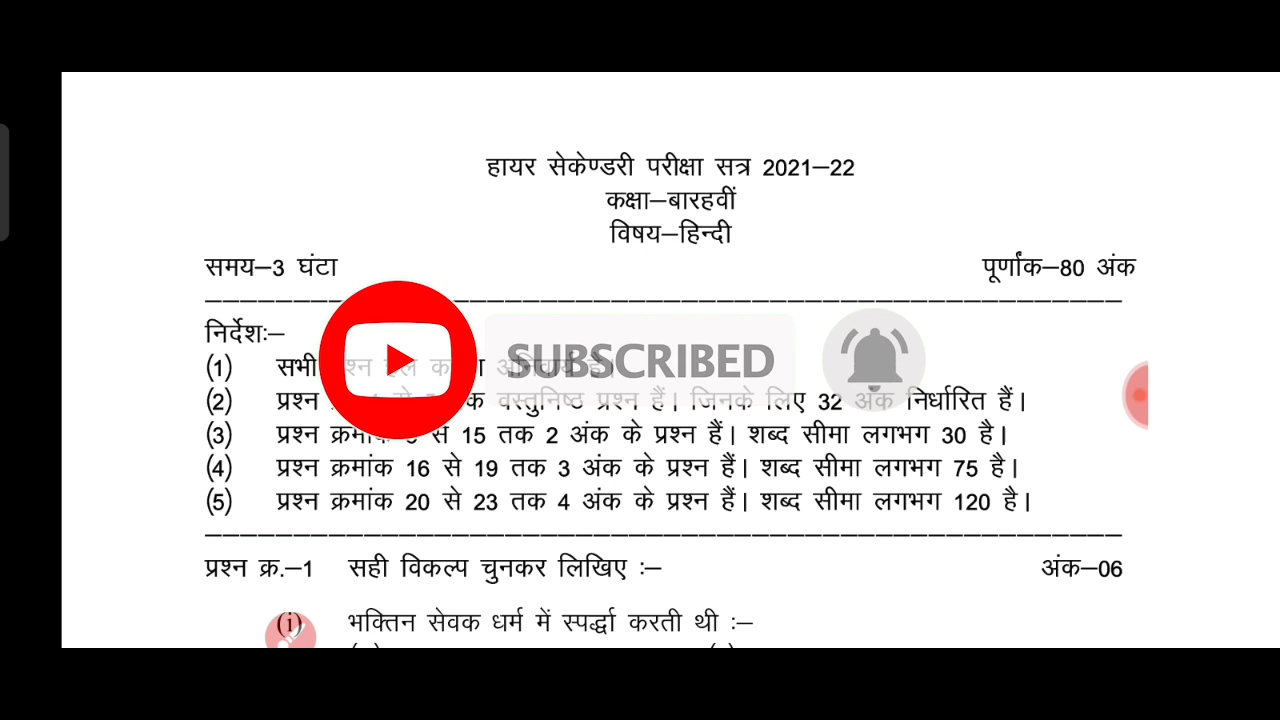 हायर सेकेण्डरी परीक्षा सत्र 2021–22
कक्षा–बारहवीं
विषय–हिन्दी
समय–3 घंटा पूर्णांक–80 अंक
निर्देशः–
(1) सभी अनिवार्य
SUBSCRIBED
(2) प्रश्न वस्तुनिष्ठ प्रश्न हैं। जिनके लिए 32 अंक निर्धारित हैं।
(3) प्रश्न क्रमांक से 15 तक 2 अंक के प्रश्न हैं। शब्द सीमा लगभग 30 है।
(4) प्रश्न क्रमांक 16 से 19 तक 3 अंक के प्रश्न हैं। शब्द सीमा लगभग 75 है।
(5) प्रश्न क्रमांक 20 से 23 तक 4 अंक के प्रश्न हैं। शब्द सीमा लगभग 120 है।
प्रश्न क्र.–1 सही विकल्प चुनकर लिखिए :– अंक–06
(i) भक्तिन सेवक धर्म में स्पर्द्धा करती थी :–